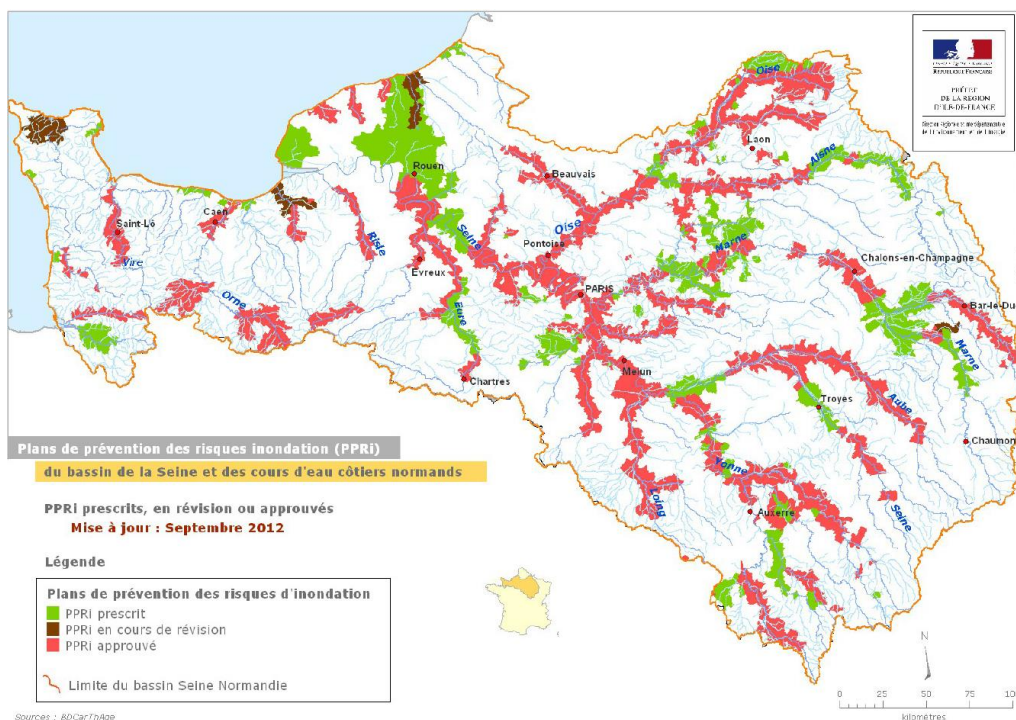 RÉPUBLIQUE FRANÇAISE
PRÉFET
DE LA RÉGION
D'ILE-DE-FRANCE
Oise
Laon
Aisne
Rouen
Beauvais
Caen
Saint-Lô
Vire
Risle
Seine
Oise
Pontoise
Marne
Chalons-en-Champagne
Evreux
PARIS
Orne
Bar-le-Du
Eure
Marne
Melun
Chartres
Troyes
Aube
Chaumon
Yonne
Loing
Seine
Auxerre
Plans de prévention des risques inondation (PPRi)
du bassin de la Seine et des cours d'eau côtiers normands
PPRi prescrits, en révision ou approuvés
Mise à jour : Septembre 2012
Légende
Plans de prévention des risques d'inondation
PPRi prescrit
PPRi en cours de révision
PPRi approuvé
Limite du bassin Seine Normandie
N
0 25 50 75 100
kilomètres
Sources : BDCarThAge